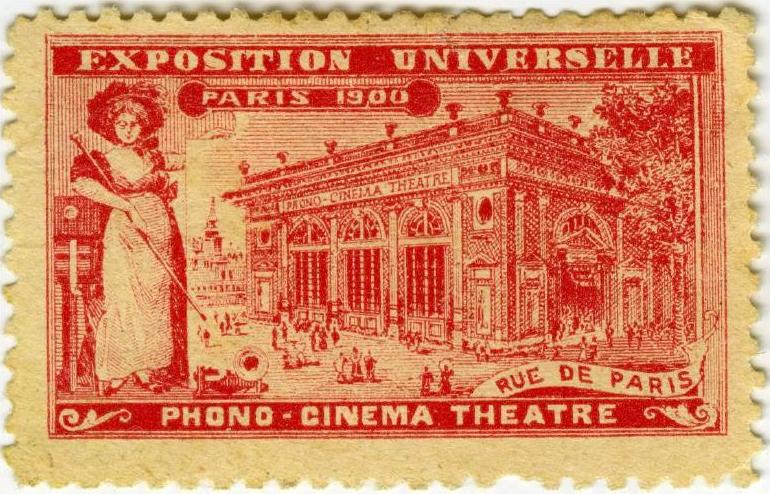 EXPOSITION UNIVERSELLE
PARIS 1900
PHONO-CINEMA THEATRE
RUE DE PARIS
PHONO-CINEMA THEATRE